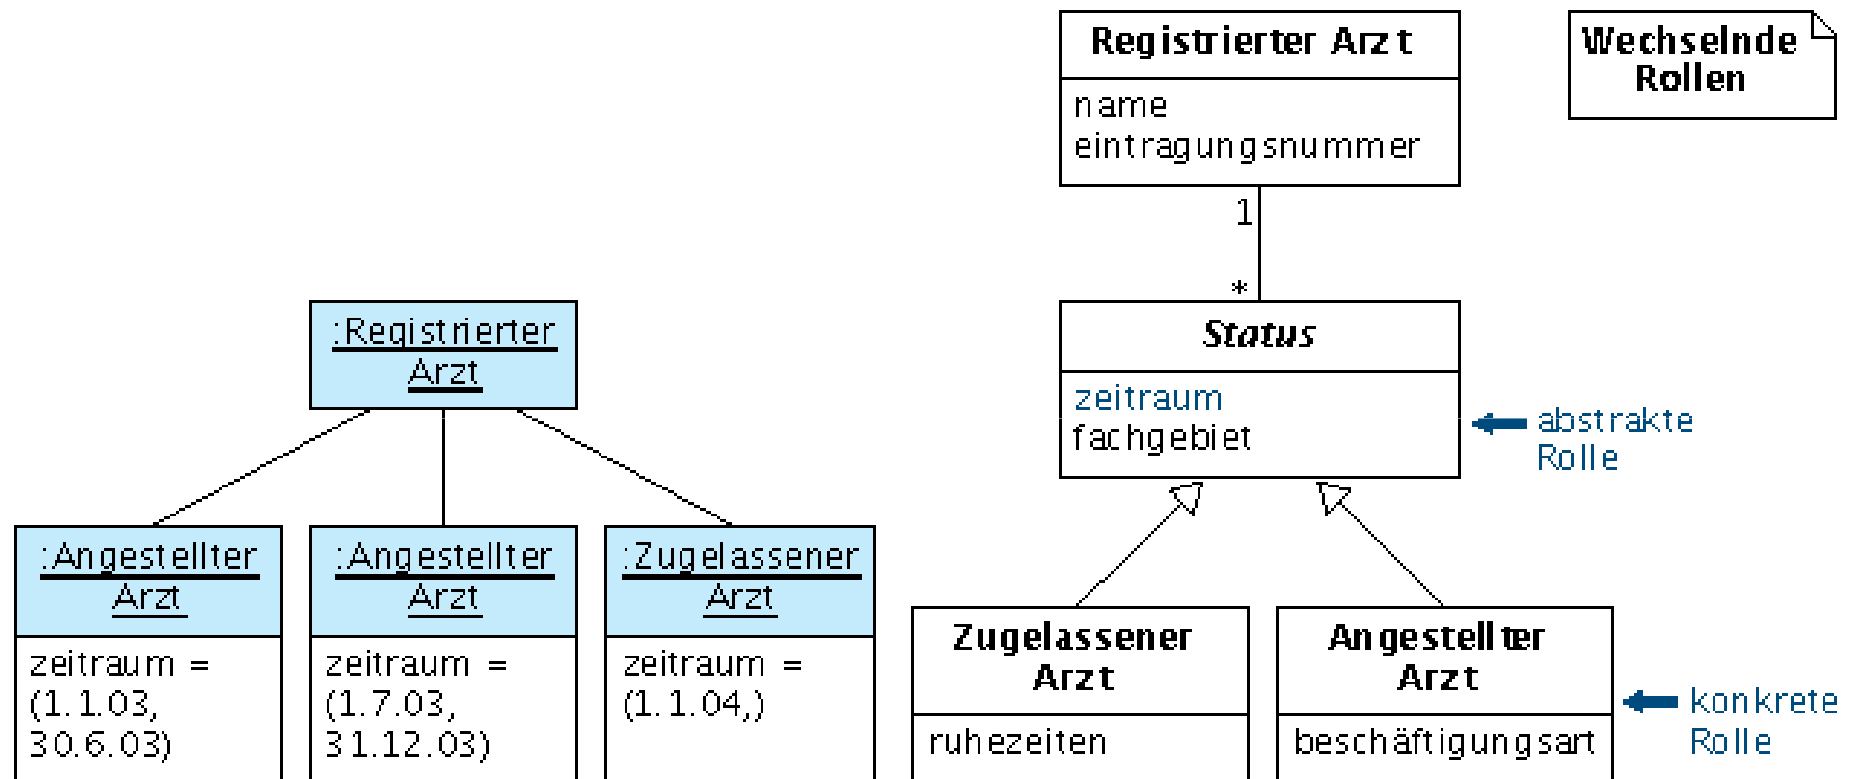 Registrierter Arzt
name
eintragungsnummer
Wechselnde
Rollen
1
*
:Registrierter
Arzt
:Angestellter
Arzt
zeitraum =
(1.1.03,
30.6.03)
:Angestellter
Arzt
zeitraum =
(1.7.03,
31.12.03)
:Zugelassener
Arzt
zeitraum =
(1.1.04,)
Status
zeitraum
fachgebiet
abstrakte
Rolle
Zugelassener
Arzt
ruhezeiten
Angestellter
Arzt
beschäftigungsart
konkrete
Rolle